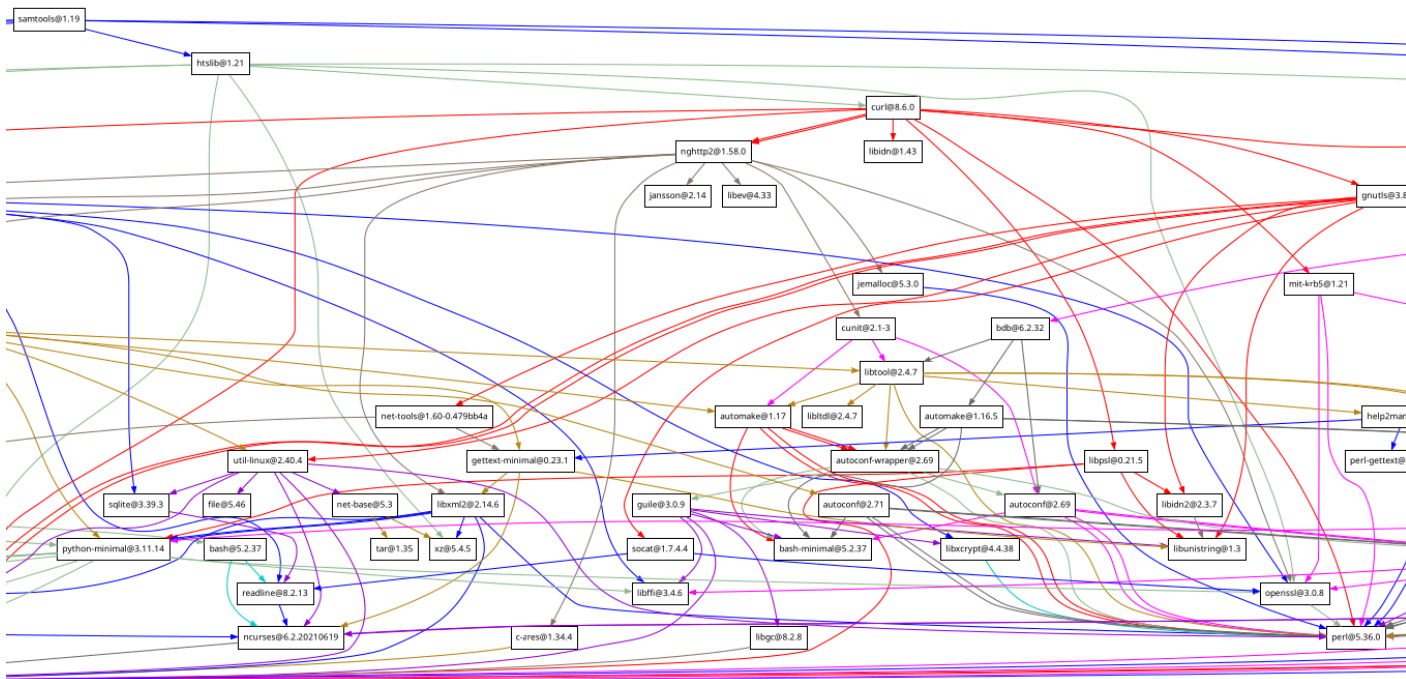 samtools@1.19
htslib@1.21
curl@8.6.0
nghttp2@1.58.0
libidn@1.43
jansson@2.14
libev@4.33
gnutls@3.8
jemalloc@5.3.0
mit-krb5@1.21
cunit@2.1-3
bdb@6.2.32
libtool@2.4.7
net-tools@1.60-0.479bb4a
automake@1.17
libltdl@2.4.7
automake@1.16.5
help2man
util-linux@2.40.4
gettext-minimal@0.23.1
autoconf-wrapper@2.69
libpsl@0.21.5
perl-gettext@
sqlite@3.39.3
file@5.46
net-base@5.3
libxml2@2.14.6
guile@3.0.9
autoconf@2.71
autoconf@2.69
libidn2@2.3.7
python-minimal@3.11.14
bash@5.2.37
tar@1.35
xz@5.4.5
socat@1.7.4.4
bash-minimal@5.2.37
libxcrypt@4.4.38
libunistring@1.3
readline@8.2.13
libffi@3.4.6
openssl@3.0.8
ncurses@6.2.20210619
c-ares@1.34.4
libgc@8.2.8
perl@5.36.0